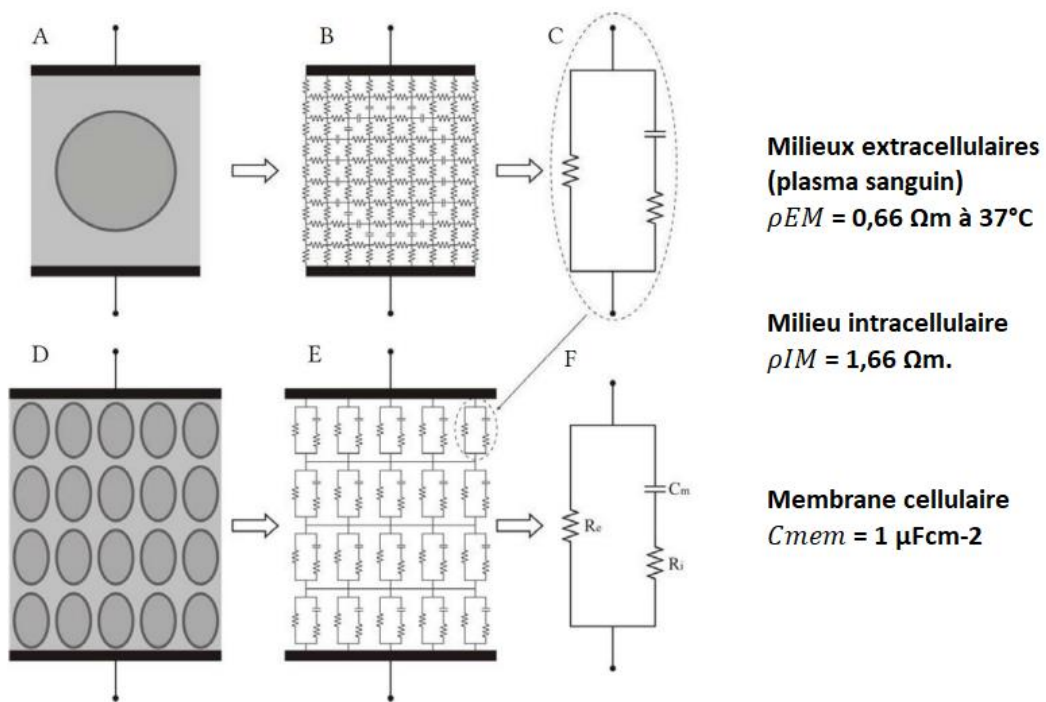 A
B
C
Milieux extracellulaires
(plasma sanguin)
𝜌𝐸𝑀 = 0,66 Ωm à 37°C
Milieu intracellulaire
𝜌𝐼𝑀 = 1,66 Ωm.
D
E
F
Cm
Re
Ri
Membrane cellulaire
𝐶𝑚𝑒𝑚 = 1 µFcm-2